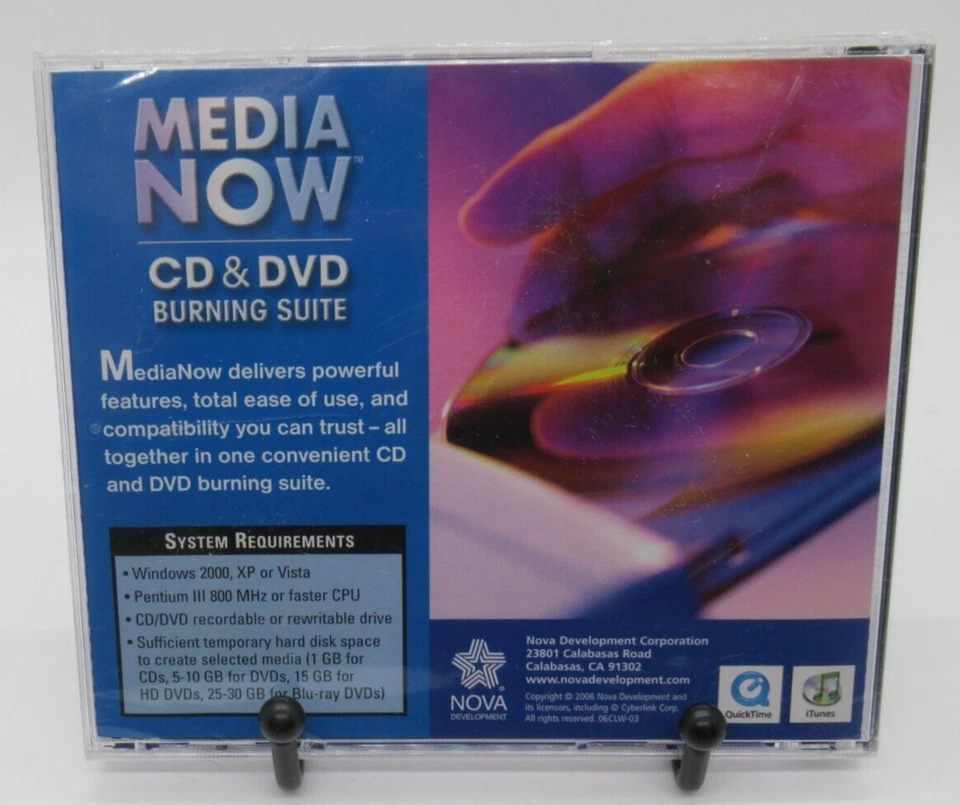 MEDIA
NOW™
CD & DVD
BURNING SUITE
MediaNow delivers powerful
features, total ease of use, and
compatibility you can trust – all
together in one convenient CD
and DVD burning suite.
SYSTEM REQUIREMENTS
• Windows 2000, XP or Vista
• Pentium III 800 MHz or faster CPU
• CD/DVD recordable or rewritable drive
• Sufficient temporary hard disk space
to create selected media (1 GB for
CDs, 5-10 GB for DVDs, 15 GB for
HD DVDs, 25-30 GB for Blu-ray DVDs)
NOVA
DEVELOPMENT
®
Nova Development Corporation
23801 Calabasas Road
Calabasas, CA 91302
www.novadevelopment.com
Copyright © 2006 Nova Development and
its licensors, including © Cyberlink Corp.
All rights reserved. 06CLW-03
QuickTime
iTunes